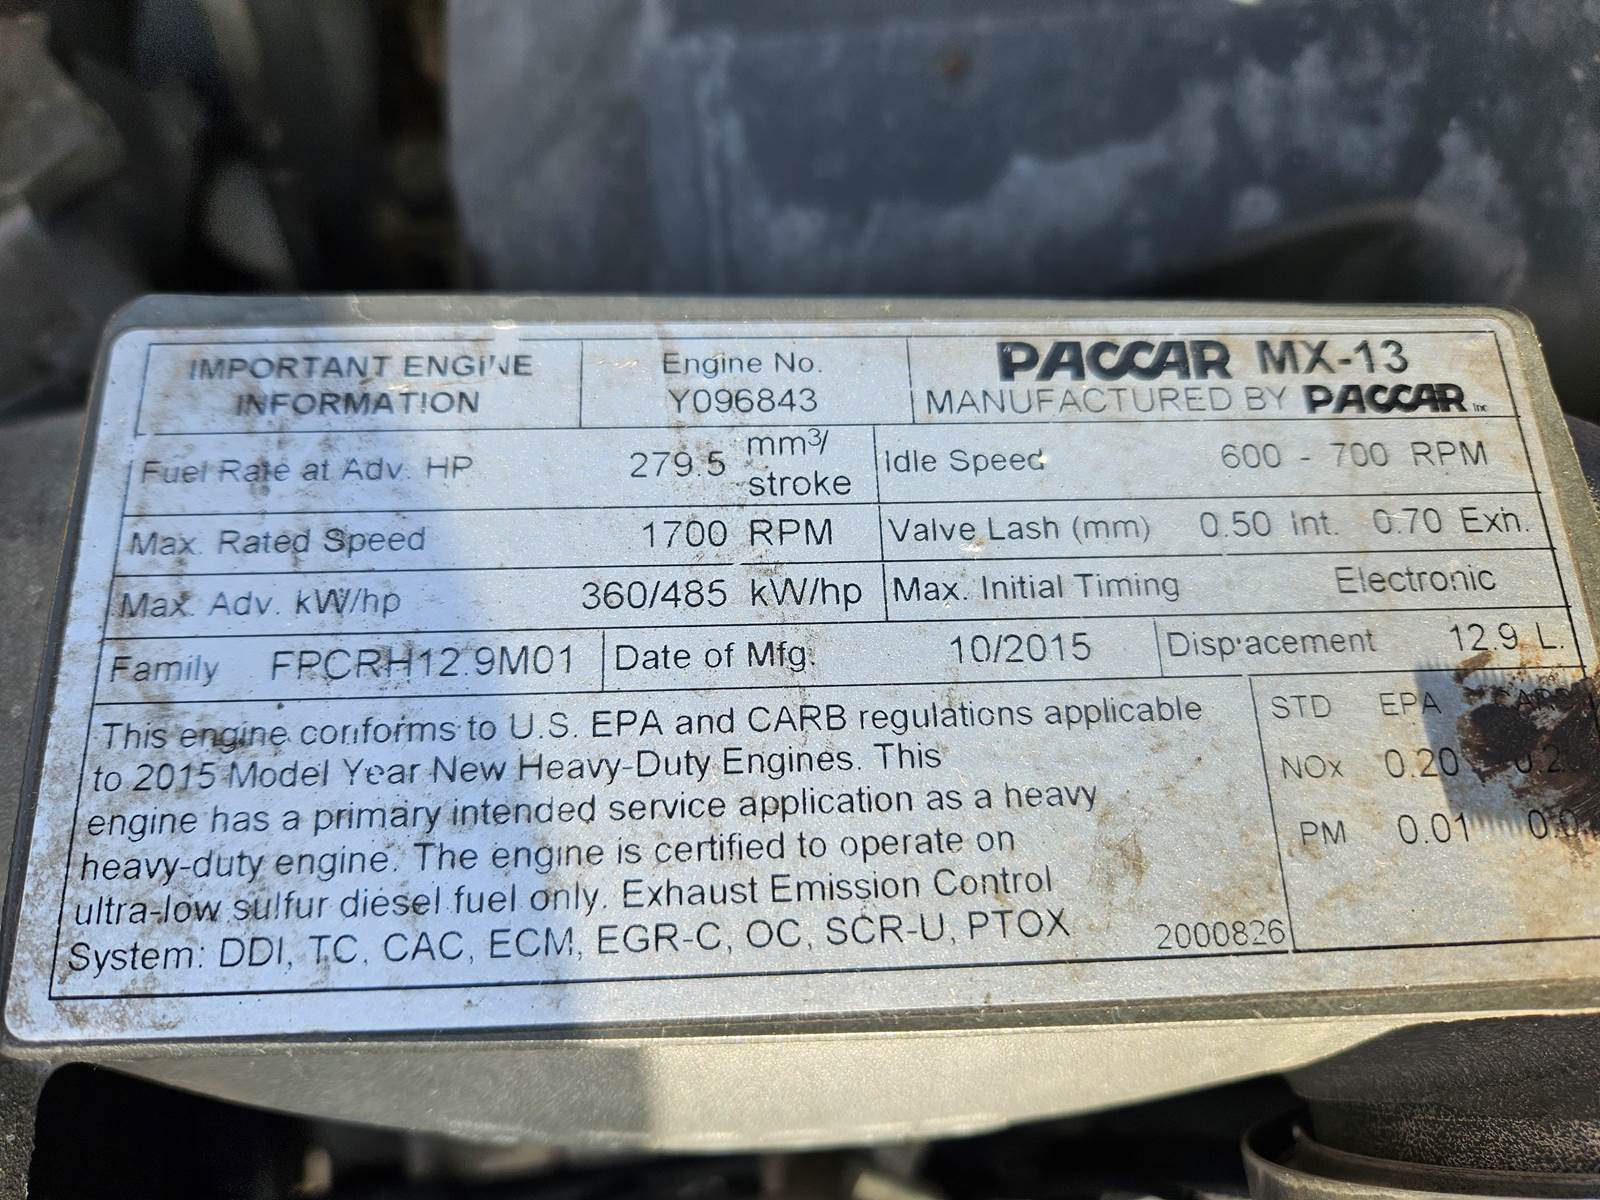 IMPORTANT ENGINE
INFORMATION
Engine No.
Y096843
PACCAR MX-13
MANUFACTURED BY PACCAR Inc
Fuel Rate at Adv. HP 279.5 mm³/
stroke
Idle Speed 600 - 700 RPM
Max. Rated Speed 1700 RPM
Valve Lash (mm) 0.50 Int. 0.70 Exh.
Max. Adv. kW/hp 360/485 kW/hp
Max. Initial Timing Electronic
Family FPCRH12.9M01
Date of Mfg. 10/2015
Displacement 12.9 L.
This engine conforms to U.S. EPA and CARB regulations applicable
to 2015 Model Year New Heavy-Duty Engines. This
engine has a primary intended service application as a heavy
heavy-duty engine. The engine is certified to operate on
ultra-low sulfur diesel fuel only. Exhaust Emission Control
System: DDI, TC, CAC, ECM, EGR-C, OC, SCR-U, PTOX
2000826
STD EPA
NOx 0.20
PM 0.01